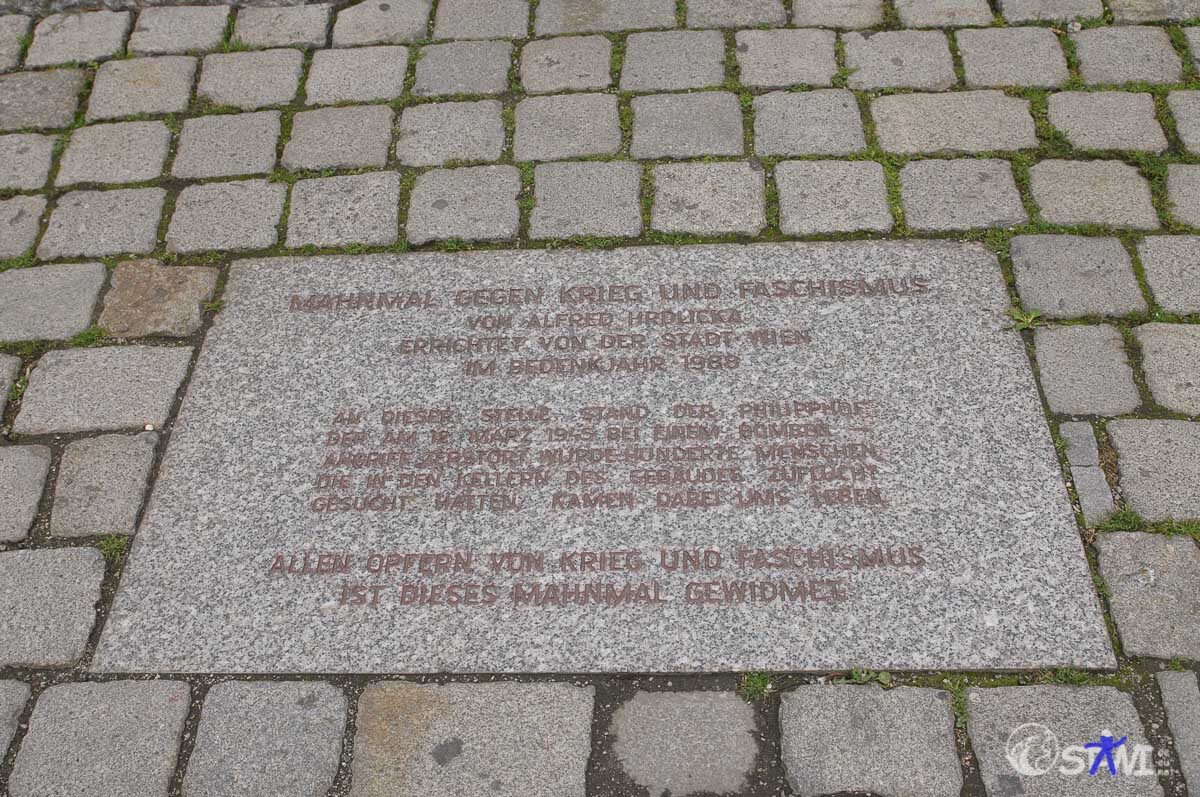 MAHNMAL GEGEN KRIEG UND FASCHISMUS
VON ALFRED HRDLICKA
ERRICHTET VON DER STADT WIEN
IM BEDENKJAHR 1988
AN DIESER STELLE STAND DER PHILIPPHOF,
DER AM 12. MÄRZ 1945 BEI EINEM BOMBEN –
ANGRIFF ZERSTÖRT WURDE. HUNDERTE MENSCHEN,
DIE IN DEN KELLERN DES GEBÄUDES ZUFLUCHT
GESUCHT HATTEN, KAMEN DABEI UMS LEBEN.
ALLEN OPFERN VON KRIEG UND FASCHISMUS
IST DIESES MAHNMAL GEWIDMET.
STAWI